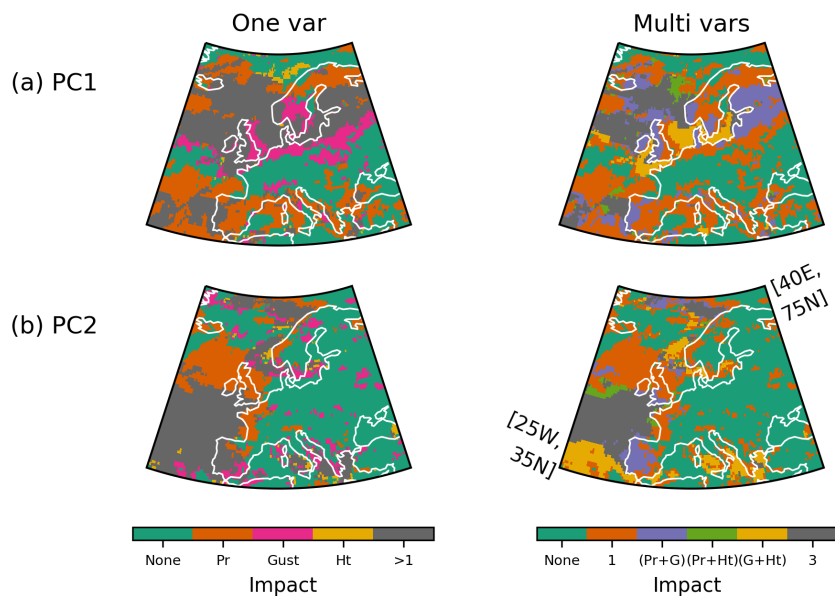 One var
Multi vars
(a) PC1
(b) PC2
[40E,
75N]
[25W,
35N]
None Pr Gust Ht >1
Impact
None 1 (Pr+G) (Pr+Ht) (G+Ht) 3
Impact